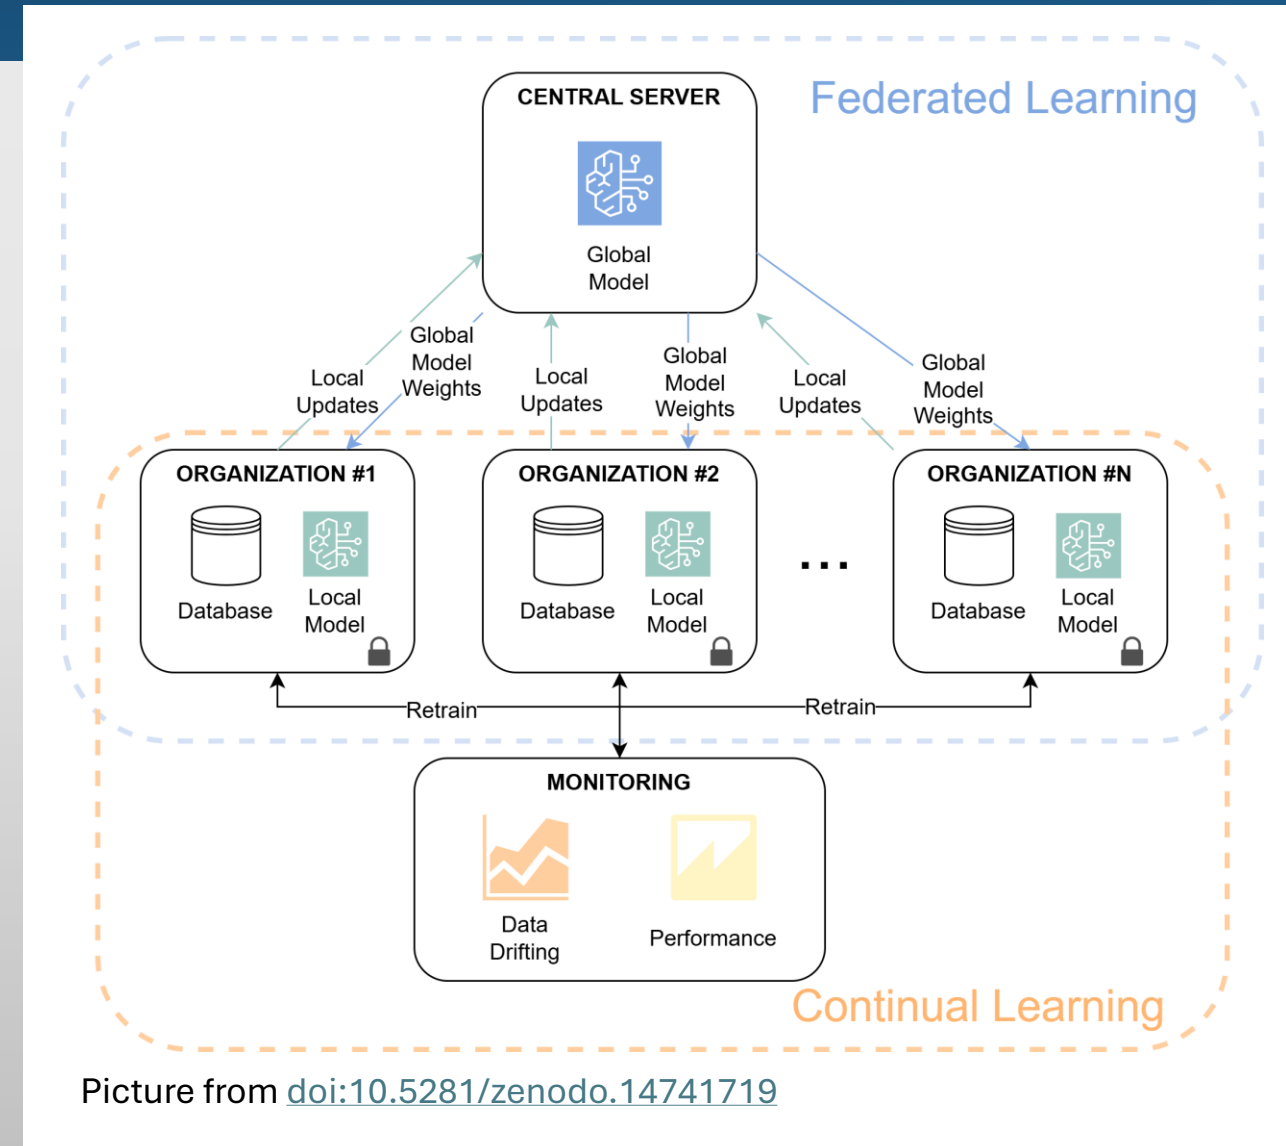 Federated Learning
CENTRAL SERVER
Global
Model
Local
Updates
Global
Model
Weights
Local
Updates
Global
Model
Weights
Local
Updates
Global
Model
Weights
ORGANIZATION #1
Database
Local
Model
ORGANIZATION #2
Database
Local
Model
...
ORGANIZATION #N
Database
Local
Model
Retrain
Retrain
MONITORING
Data
Drifting
Performance
Continual Learning
Picture from doi:10.5281/zenodo.14741719